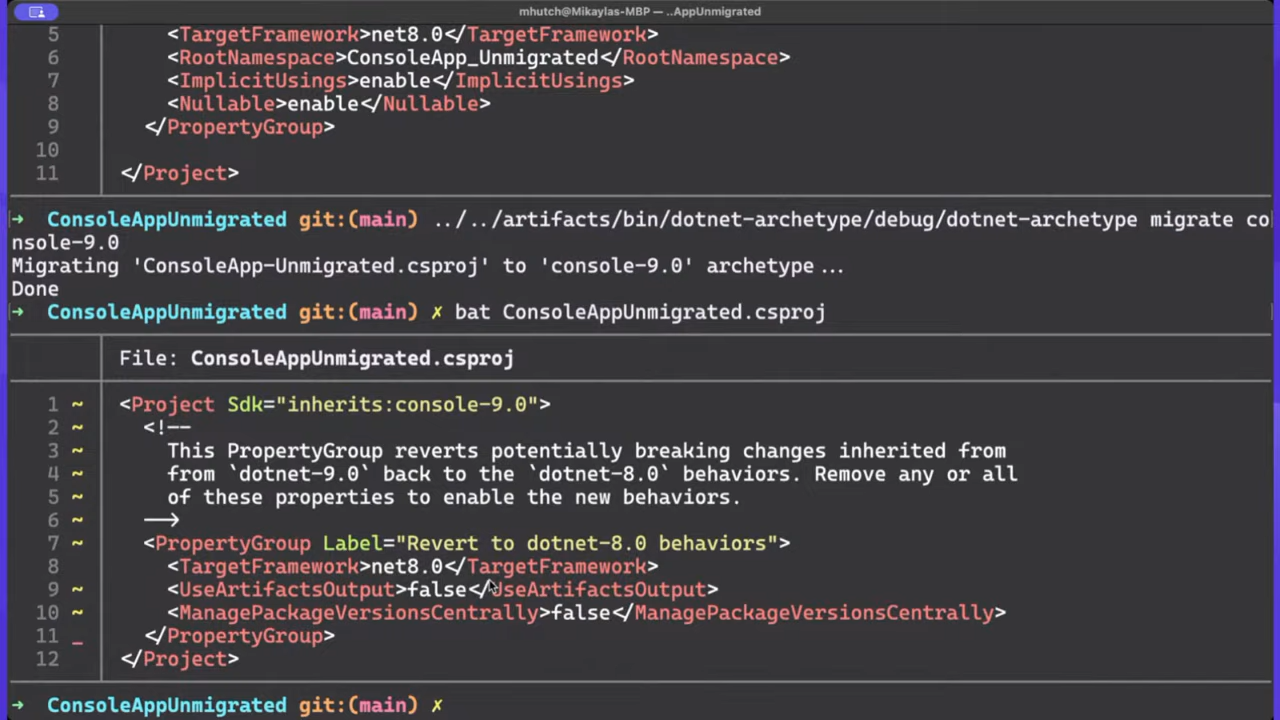 mhutch@Mikaylas-MBP — ..AppUnmigrated
5 <TargetFramework>net8.0</TargetFramework>
6 <RootNamespace>ConsoleApp_Unmigrated</RootNamespace>
7 <ImplicitUsings>enable</ImplicitUsings>
8 <Nullable>enable</Nullable>
9 </PropertyGroup>
10
11 </Project>
→ ConsoleAppUnmigrated git:(main) ../../artifacts/bin/dotnet-archetype/debug/dotnet-archetype migrate co
nsole-9.0
Migrating 'ConsoleApp-Unmigrated.csproj' to 'console-9.0' archetype...
Done
→ ConsoleAppUnmigrated git:(main) ✗ bat ConsoleAppUnmigrated.csproj
File: ConsoleAppUnmigrated.csproj
1 ~ <Project Sdk="inherits:console-9.0">
2 ~ <!--
3 ~ This PropertyGroup reverts potentially breaking changes inherited from
4 ~ from `dotnet-9.0` back to the `dotnet-8.0` behaviors. Remove any or all
5 ~ of these properties to enable the new behaviors.
6 ~ -->
7 ~ <PropertyGroup Label="Revert to dotnet-8.0 behaviors">
8 <TargetFramework>net8.0</TargetFramework>
9 ~ <UseArtifactsOutput>false</UseArtifactsOutput>
10 ~ <ManagePackageVersionsCentrally>false</ManagePackageVersionsCentrally>
11 _ </PropertyGroup>
12 </Project>
→ ConsoleAppUnmigrated git:(main) ✗